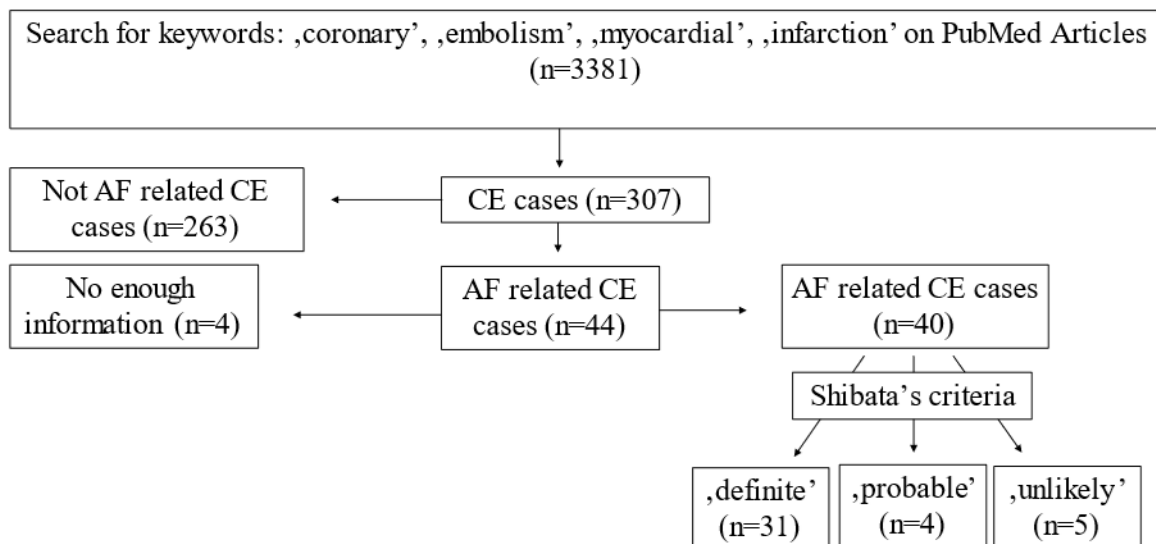 Search for keywords: ‚coronary’, ‚embolism’, ‚myocardial’, ‚infarction’ on PubMed Articles
(n=3381)
Not AF related CE
cases (n=263)
CE cases (n=307)
No enough
information (n=4)
AF related CE
cases (n=44)
AF related CE cases
(n=40)
Shibata’s criteria
‚definite’
(n=31)
‚probable’
(n=4)
‚unlikely’
(n=5)